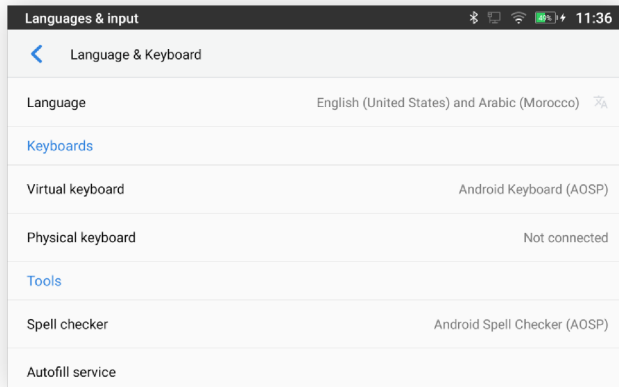 Languages & input 49% 11:36
Language & Keyboard
Language English (United States) and Arabic (Morocco)
Keyboards
Virtual keyboard Android Keyboard (AOSP)
Physical keyboard Not connected
Tools
Spell checker Android Spell Checker (AOSP)
Autofill service